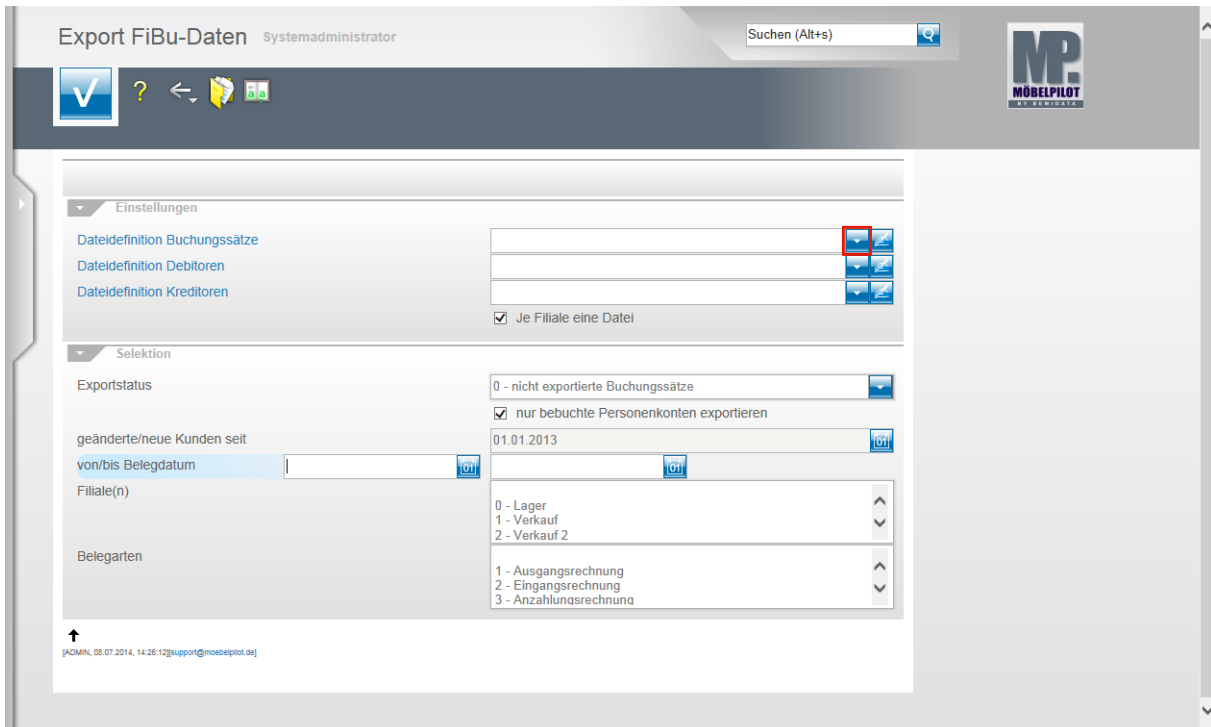 Export FiBu-Daten Systemadministrator
Suchen (Alt+s)
MP.
MÖBELPILOT
BY BEWIDATA
Einstellungen
Dateidefinition Buchungssätze
Dateidefinition Debitoren
Dateidefinition Kreditoren
Je Filiale eine Datei
Selektion
Exportstatus
0 - nicht exportierte Buchungssätze
nur bebuchte Personenkonten exportieren
geänderte/neue Kunden seit
01.01.2013
von/bis Belegdatum
Filiale(n)
0 - Lager
1 - Verkauf
2 - Verkauf 2
Belegarten
1 - Ausgangsrechnung
2 - Eingangsrechnung
3 - Anzahlungsrechnung
[ADMIN, 08.07.2014, 14:26:12][support@moebelpilot.de]